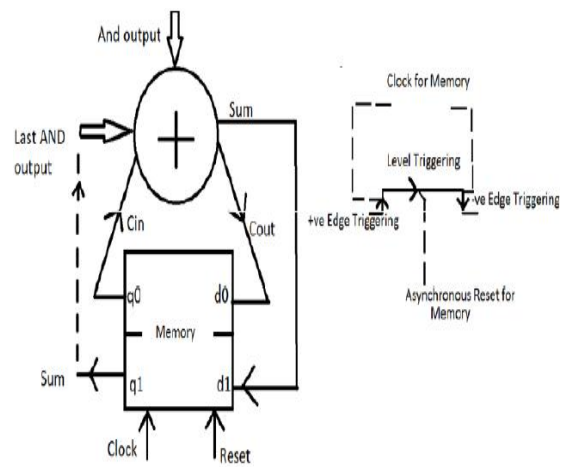 And output
Sum
Last AND
output
Cin
Cout
q0
d0
Memory
q1
d1
Sum
Clock
Reset
Clock for Memory
Level Triggering
+ve Edge Triggering
-ve Edge Triggering
Asynchronous Reset for
Memory